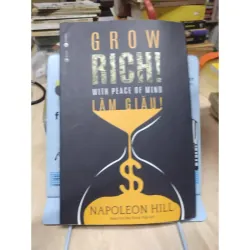 GROW
RICH!
WITH PEACE OF MIND
LÀM GIÀU!
NAPOLEON HILL